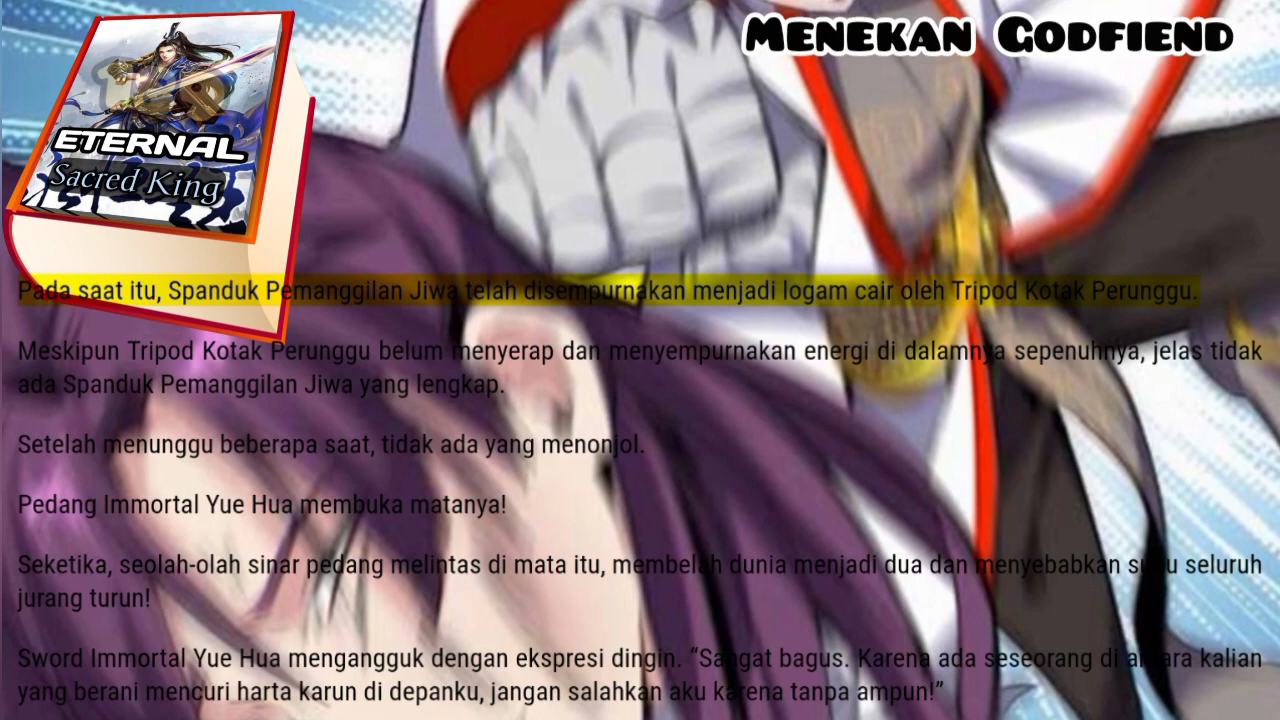 MENEKAN GODFIEND
ETERNAL
Sacred King
Pada saat itu, Spanduk Pemanggilan Jiwa telah disempurnakan menjadi logam cair oleh Tripod Kotak Perunggu.
Meskipun Tripod Kotak Perunggu belum menyerap dan menyempurnakan energi di dalamnya sepenuhnya, jelas tidak
ada Spanduk Pemanggilan Jiwa yang lengkap.
Setelah menunggu beberapa saat, tidak ada yang menonjol.
Pedang Immortal Yue Hua membuka matanya!
Seketika, seolah-olah sinar pedang melintas di mata itu, membelah dunia menjadi dua dan menyebabkan suhu seluruh
jurang turun!
Sword Immortal Yue Hua mengangguk dengan ekspresi dingin. “Sangat bagus. Karena ada seseorang di antara kalian
yang berani mencuri harta karun di depanku, jangan salahkan aku karena tanpa ampun!”